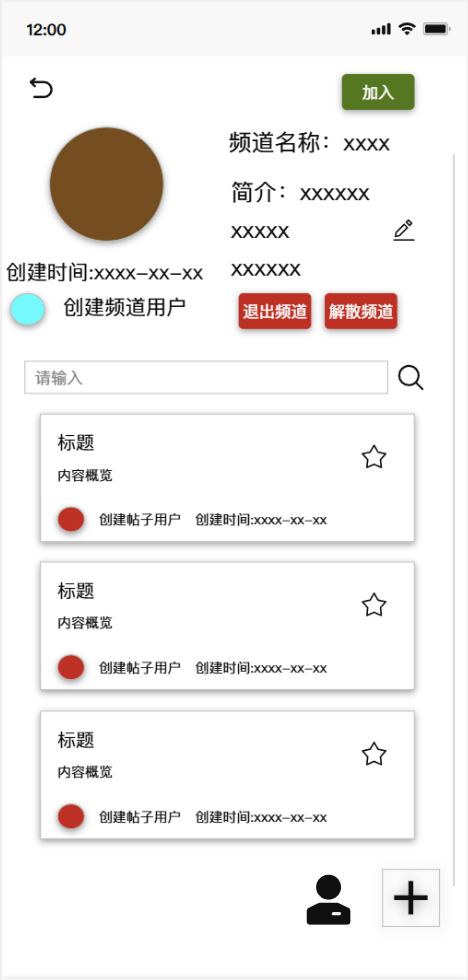 12:00
加入
频道名称：xxxx
简介：xxxxxx
xxxxx
xxxxxx
创建时间:xxxx-xx-xx
创建频道用户
退出频道 解散频道
请输入
标题
内容概览
创建帖子用户 创建时间:xxxx-xx-xx
标题
内容概览
创建帖子用户 创建时间:xxxx-xx-xx
标题
内容概览
创建帖子用户 创建时间:xxxx-xx-xx